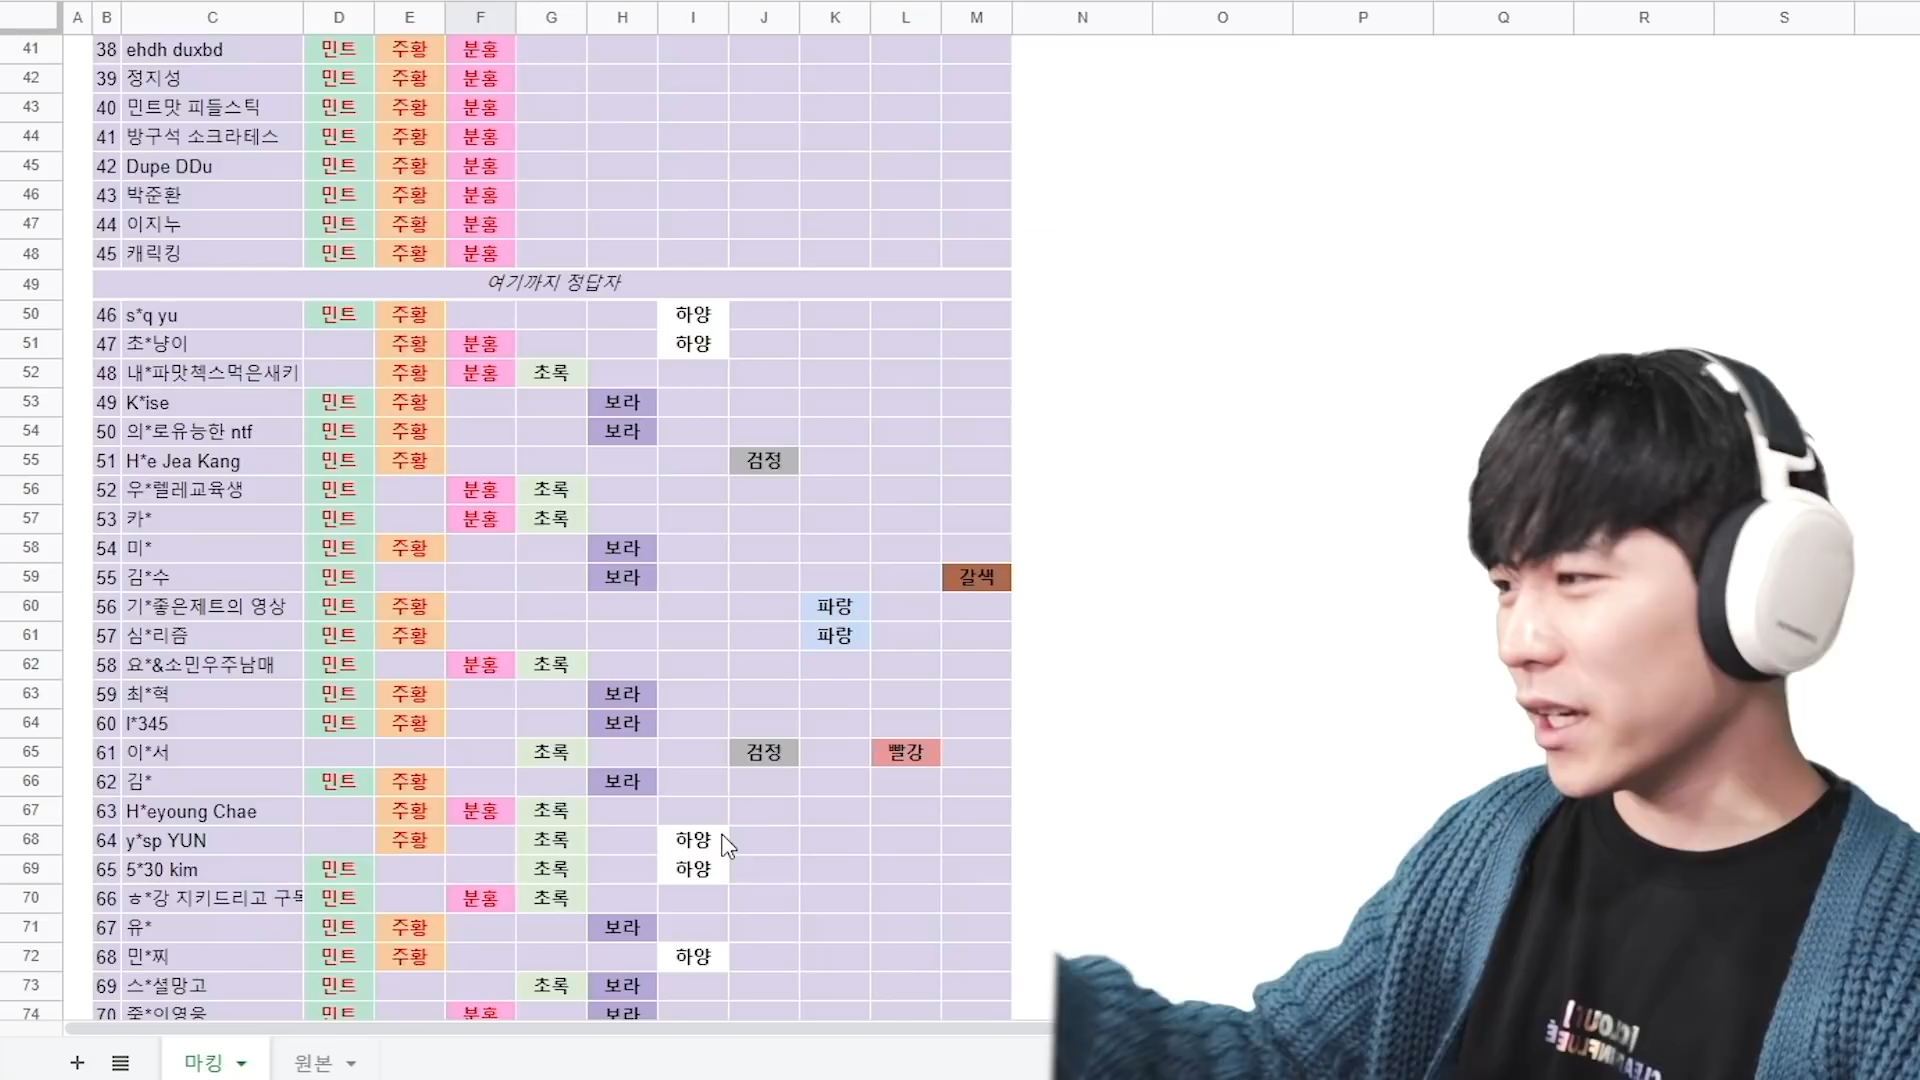 A B C D E F G H I J K L M N O P Q R S
41 38 ehdh duxbd 민트 주황 분홍
42 39 정지성 민트 주황 분홍
43 40 민트맛 피들스틱 민트 주황 분홍
44 41 방구석 소크라테스 민트 주황 분홍
45 42 Dupe DDu 민트 주황 분홍
46 43 박준환 민트 주황 분홍
47 44 이지누 민트 주황 분홍
48 45 캐릭킹 민트 주황 분홍
49 여기까지 정답자
50 46 s*q yu 민트 주황 하양
51 47 초*냥이 주황 분홍 하양
52 48 내*파맛첵스먹은새키 주황 분홍 초록
53 49 K*ise 민트 주황 보라
54 50 의*로유능한 ntf 민트 주황 보라
55 51 H*e Jea Kang 민트 주황 검정
56 52 우*렐레교육생 민트 분홍 초록
57 53 카* 민트 분홍 초록
58 54 미* 민트 주황 보라
59 55 김*수 민트 보라 갈색
60 56 기*좋은제트의 영상 민트 주황 파랑
61 57 심*리즘 민트 주황 파랑
62 58 요*&소민우주남매 민트 분홍 초록
63 59 최*혁 민트 주황 보라
64 60 l*345 민트 주황 보라
65 61 이*서 초록 검정 빨강
66 62 김* 민트 주황 보라
67 63 H*eyoung Chae 주황 분홍 초록
68 64 y*sp YUN 주황 초록 하양
69 65 5*30 kim 민트 초록 하양
70 66 ㅎ*강 지키드리고 구독 민트 분홍 초록
71 67 유* 민트 주황 보라
72 68 민*찌 민트 주황 하양
73 69 스*셜망고 민트 초록 보라
74 70 민트 분홍 보라
마킹 원본